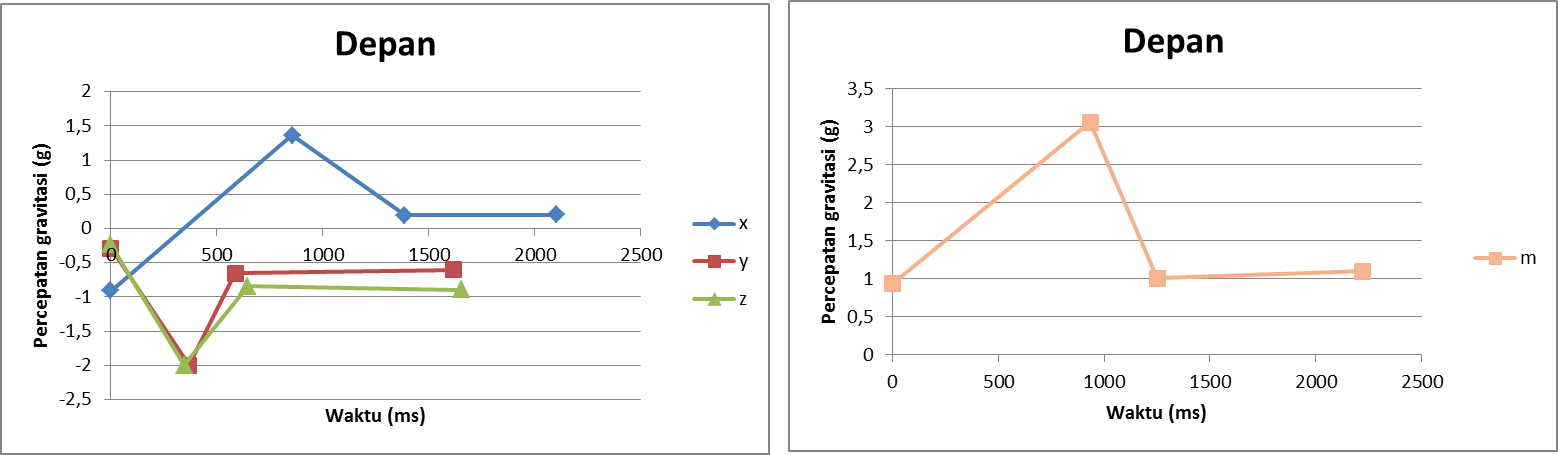 Depan
Percepatan gravitasi (g)
2
1,5
1
0,5
0
-0,5
-1
-1,5
-2
-2,5
0 500 1000 1500 2000 2500
Waktu (ms)
x
y
z
Depan
Percepatan gravitasi (g)
3,5
3
2,5
2
1,5
1
0,5
0
0 500 1000 1500 2000 2500
Waktu (ms)
m